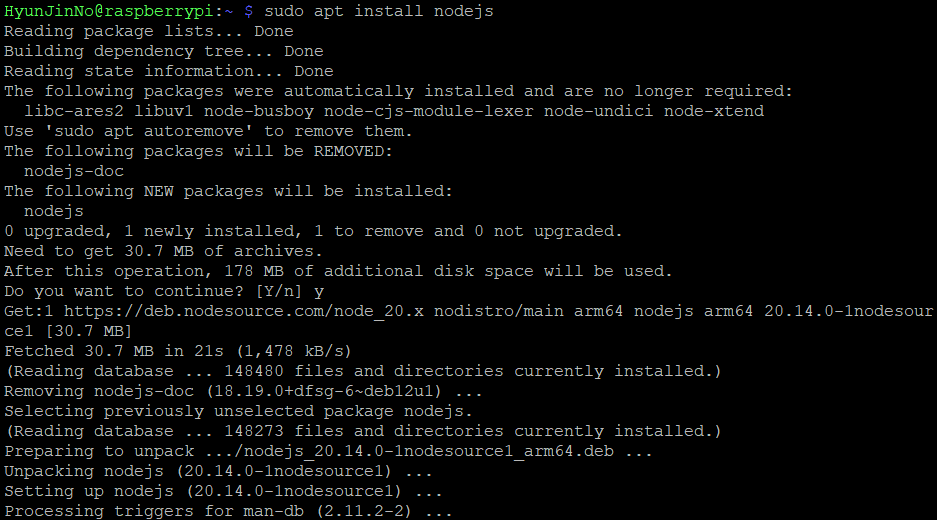 HyunJinNo@raspberrypi:~ $ sudo apt install nodejs
Reading package lists... Done
Building dependency tree... Done
Reading state information... Done
The following packages were automatically installed and are no longer required:
  libc-ares2 libuv1 node-busboy node-cjs-module-lexer node-undici node-xtend
Use 'sudo apt autoremove' to remove them.
The following packages will be REMOVED:
  nodejs-doc
The following NEW packages will be installed:
  nodejs
0 upgraded, 1 newly installed, 1 to remove and 0 not upgraded.
Need to get 30.7 MB of archives.
After this operation, 178 MB of additional disk space will be used.
Do you want to continue? [Y/n] y
Get:1 https://deb.nodesource.com/node_20.x nodistro/main arm64 nodejs arm64 20.14.0-1nodesour
ce1 [30.7 MB]
Fetched 30.7 MB in 21s (1,478 kB/s)
(Reading database ... 148480 files and directories currently installed.)
Removing nodejs-doc (18.19.0+dfsg-6~deb12u1) ...
Selecting previously unselected package nodejs.
(Reading database ... 148273 files and directories currently installed.)
Preparing to unpack .../nodejs_20.14.0-1nodesource1_arm64.deb ...
Unpacking nodejs (20.14.0-1nodesource1) ...
Setting up nodejs (20.14.0-1nodesource1) ...
Processing triggers for man-db (2.11.2-2) ...